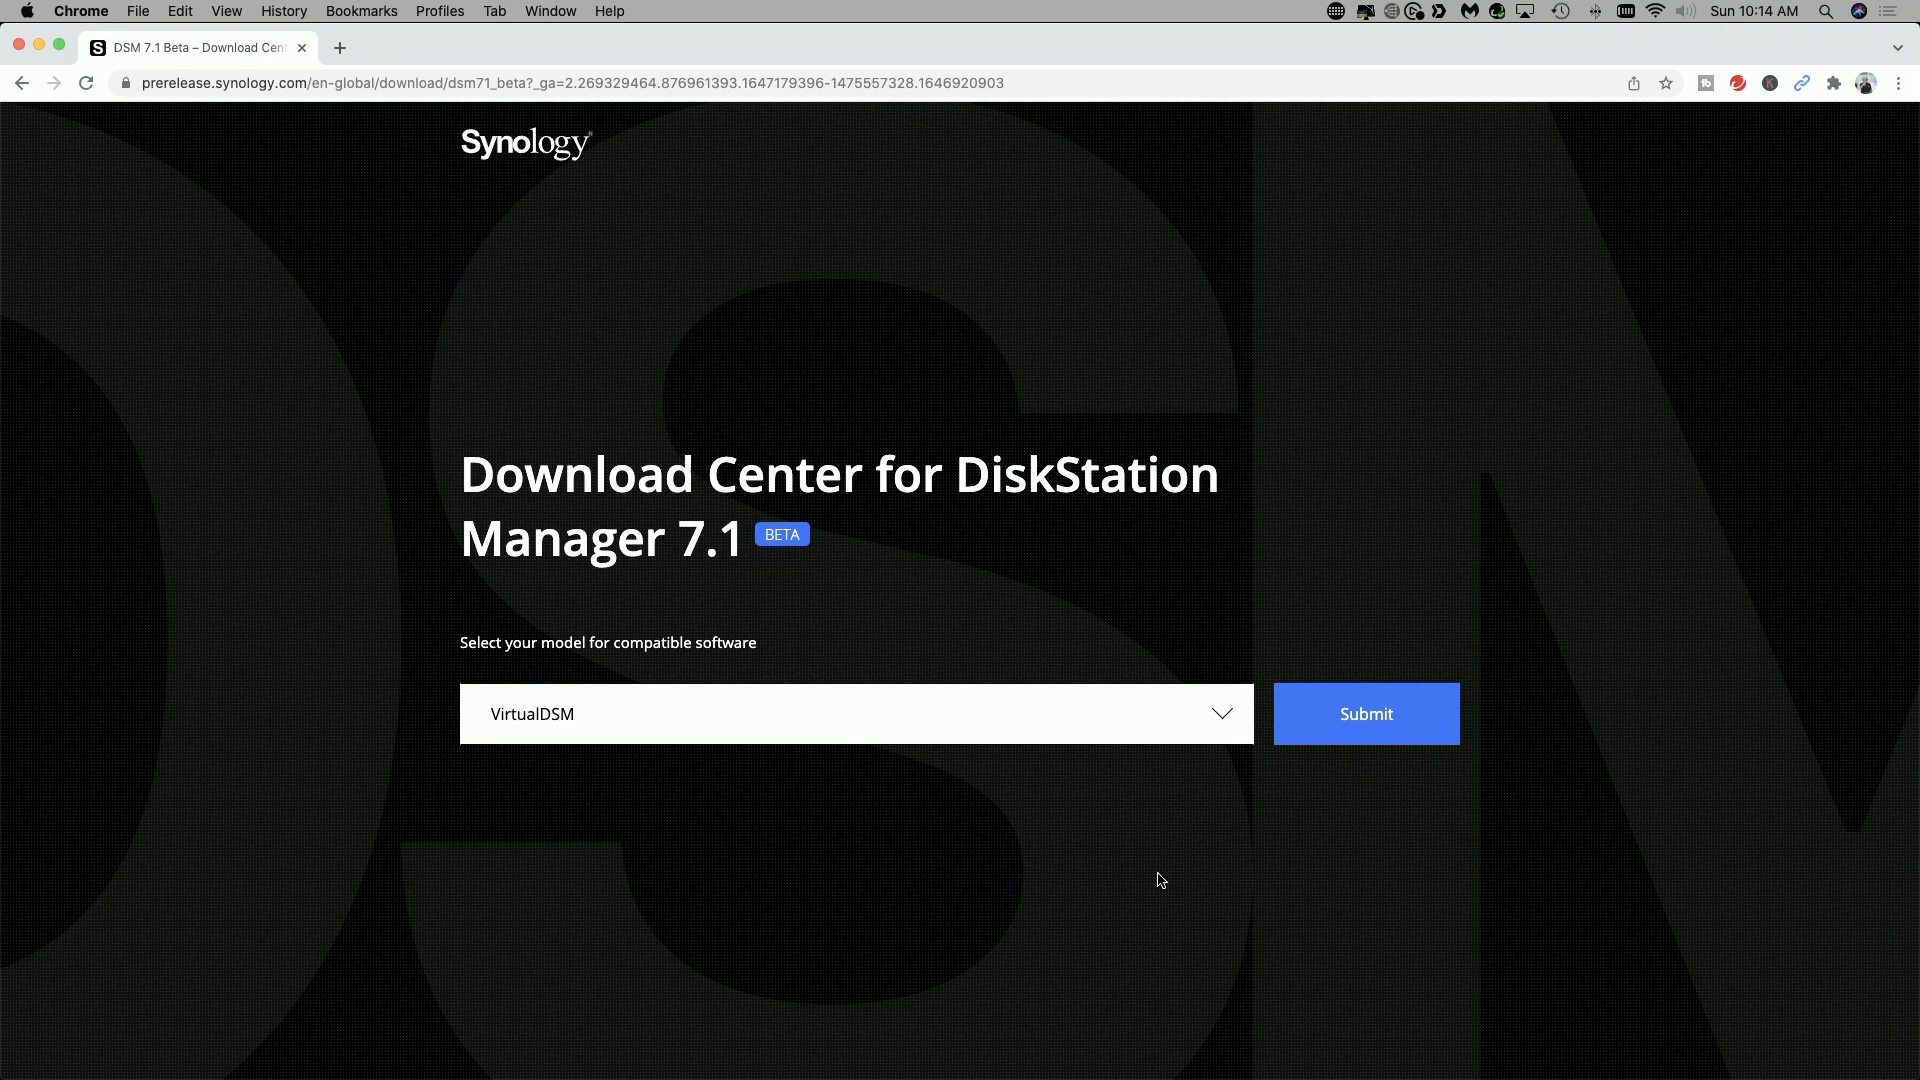 Chrome File Edit View History Bookmarks Profiles Tab Window Help
Sun 10:14 AM
S DSM 7.1 Beta – Download Cent
prerelease.synology.com/en-global/download/dsm71_beta?_ga=2.269329464.876961393.1647179396-1475557328.1646920903
Synology®
Download Center for DiskStation
Manager 7.1 BETA
Select your model for compatible software
VirtualDSM
Submit